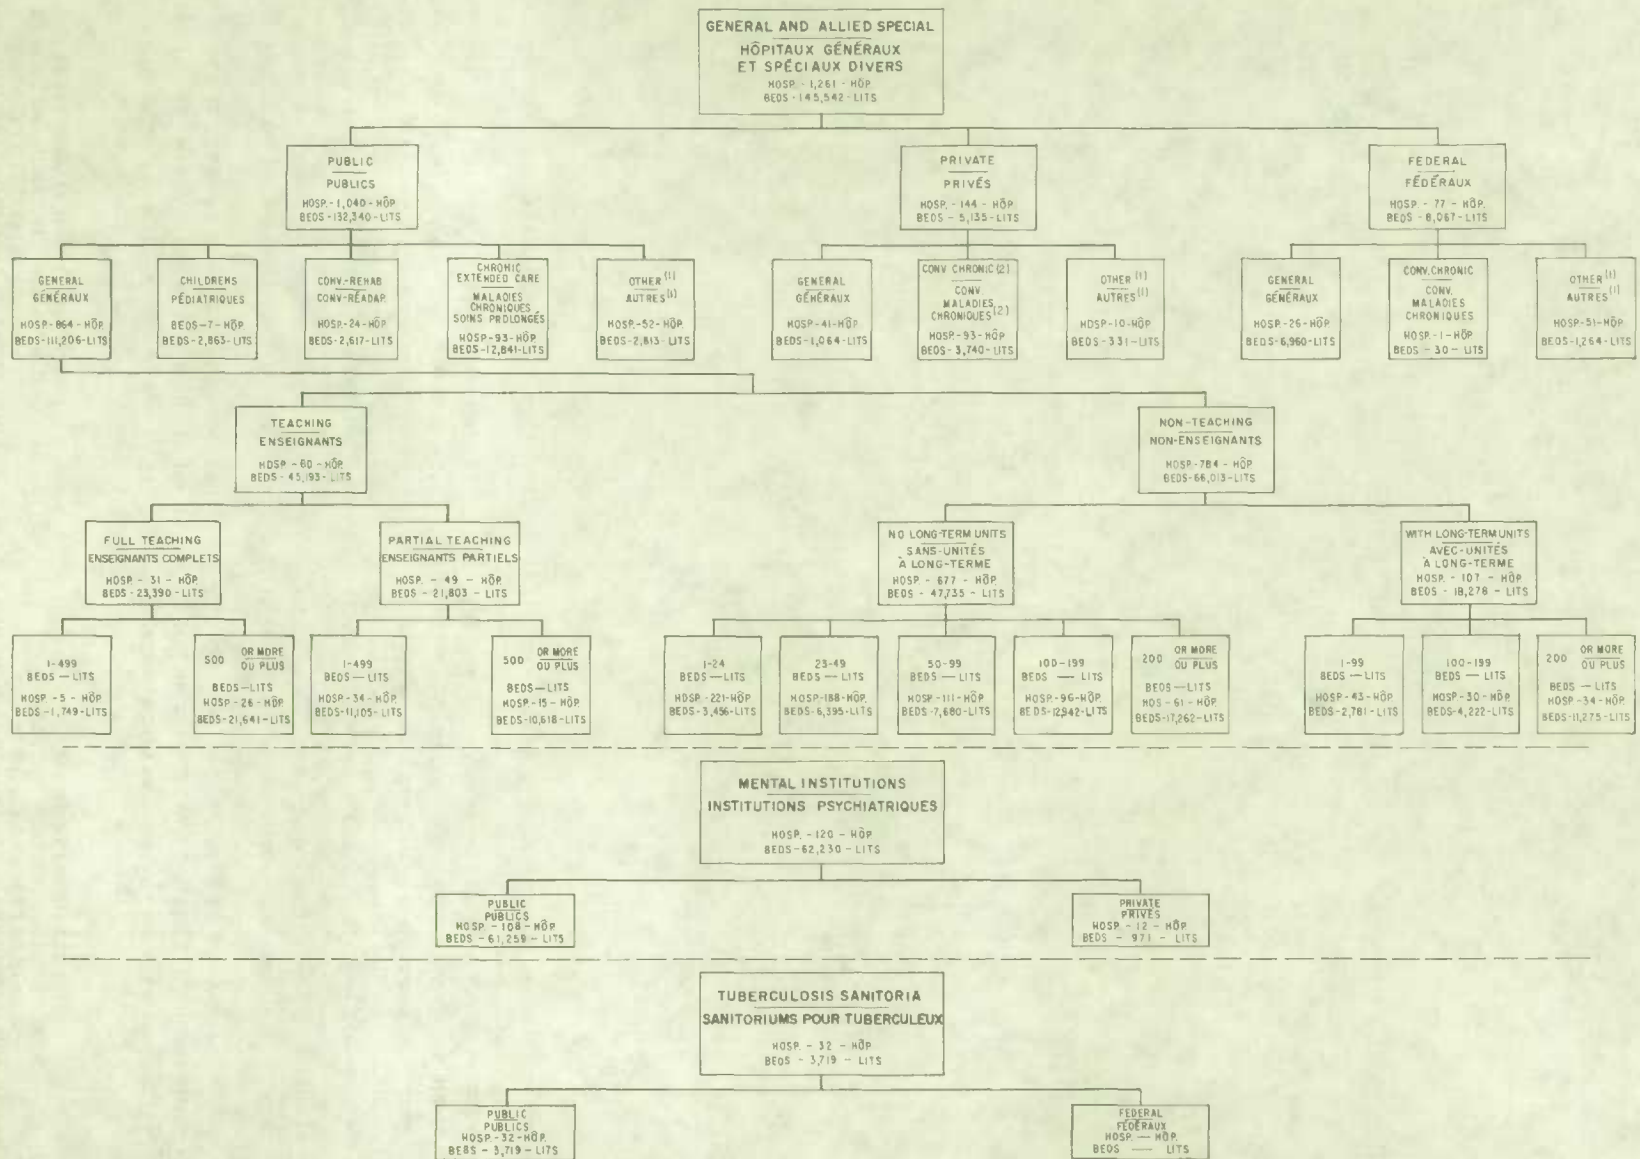 GENERAL AND ALLIED SPECIAL
HÔPITAUX GÉNÉRAUX
ET SPÉCIAUX DIVERS
HOSP. - 1,261 - HÔP
BEDS - 145,542 - LITS
PUBLIC
PUBLICS
HOSP. - 1,040 - HÔP
BEDS - 132,340 - LITS
PRIVATE
PRIVÉS
HOSP. - 144 - HÔP
BEDS - 5,135 - LITS
FEDERAL
FÉDÉRAUX
HOSP - 77 - HÔP.
BEDS - 8,067 - LITS
GENERAL
GÉNÉRAUX
HOSP - 864 - HÔP
BEDS - 111,206 - LITS
CHILDRENS
PÉDIATRIQUES
BEDS - 7 - HÔP
BEDS - 2,863 - LITS
CONV.-REHAB
CONV-RÉADAP.
HOSP. - 24 - HÔP
BEDS - 2,617 - LITS
CHRONIC
EXTENDED CARE
MALADIES
CHRONIQUES
SOINS PROLONGÉS
HOSP - 93 - HÔP
BEDS - 12,841 - LITS
OTHER (1)
AUTRES (1)
HOSP. - 52 - HÔP.
BEDS - 2,813 - LITS
GENERAL
GÉNÉRAUX
HOSP - 41 - HÔP
BEDS - 1,064 - LITS
CONV CHRONIC (2)
CONV
MALADIES
CHRONIQUES (2)
HOSP - 93 - HÔP
BEDS - 3,740 - LITS
OTHER (1)
AUTRES (1)
HOSP - 10 - HÔP
BEDS - 331 - LITS
GENERAL
GÉNÉRAUX
HOSP - 26 - HÔP
BEDS - 6,960 - LITS
CONV. CHRONIC
CONV.
MALADIES
CHRONIQUES
HOSP - 1 - HÔP
BEDS - 30 - LITS
OTHER (1)
AUTRES (1)
HOSP - 51 - HÔP
BEDS - 1,264 - LITS
TEACHING
ENSEIGNANTS
HOSP - 80 - HÔP.
BEDS - 45,193 - LITS
NON-TEACHING
NON-ENSEIGNANTS
HOSP - 784 - HÔP
BEDS - 66,013 - LITS
FULL TEACHING
ENSEIGNANTS COMPLETS
HOSP - 31 - HÔP.
BEDS - 23,390 - LITS
PARTIAL TEACHING
ENSEIGNANTS PARTIELS
HOSP. - 49 - HÔP.
BEDS - 21,803 - LITS
NO LONG-TERM UNITS
SANS-UNITÉS
À LONG-TERME
HOSP. - 677 - HÔP.
BEDS - 47,735 - LITS
WITH LONG-TERM UNITS
AVEC-UNITÉS
À LONG-TERME
HOSP. - 107 - HÔP
BEDS - 18,278 - LITS
1-499
BEDS — LITS
HOSP - 5 - HÔP
BEDS - 1,749 - LITS
500 OR MORE
OU PLUS
BEDS — LITS
HOSP - 26 - HÔP
BEDS - 21,641 - LITS
1-499
BEDS — LITS
HOSP - 34 - HÔP
BEDS - 11,105 - LITS
500 OR MORE
OU PLUS
BEDS — LITS
HOSP - 15 - HÔP
BEDS - 10,618 - LITS
1-24
BEDS — LITS
HOSP - 221 - HÔP
BEDS - 3,456 - LITS
23-49
BEDS — LITS
HOSP - 188 - HÔP.
BEDS - 6,395 - LITS
50-99
BEDS — LITS
HOSP - 111 - HÔP
BEDS - 7,680 - LITS
100-199
BEDS — LITS
HOSP - 96 - HÔP
BEDS - 12,942 - LITS
200 OR MORE
OU PLUS
BEDS — LITS
HOS - 61 - HÔP.
BEDS - 17,262 - LITS
1-99
BEDS — LITS
HOSP - 43 - HÔP
BEDS - 2,781 - LITS
100-199
BEDS — LITS
HOSP - 30 - HÔP
BEDS - 4,222 - LITS
200 OR MORE
OU PLUS
BEDS — LITS
HOSP - 34 - HÔP.
BEDS - 11,275 - LITS
MENTAL INSTITUTIONS
INSTITUTIONS PSYCHIATRIQUES
HOSP. - 120 - HÔP
BEDS - 62,230 - LITS
PUBLIC
PUBLICS
HOSP - 108 - HÔP
BEDS - 61,259 - LITS
PRIVATE
PRIVÉS
HOSP - 12 - HÔP
BEDS - 971 - LITS
TUBERCULOSIS SANITORIA
SANITORIUMS POUR TUBERCULEUX
HOSP. - 32 - HÔP
BEDS - 3,719 - LITS
PUBLIC
PUBLICS
HOSP - 32 - HÔP.
BEDS - 3,719 - LITS
FEDERAL
FÉDÉRAUX
HOSP. — HÔP.
BEDS — LITS